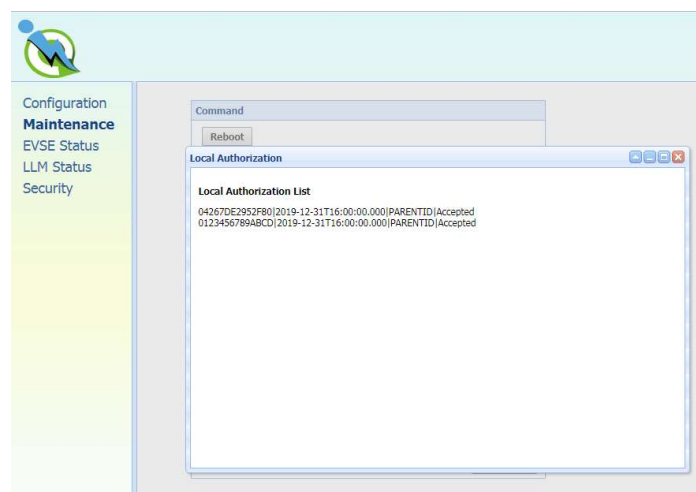 Configuration
Maintenance
EVSE Status
LLM Status
Security
Command
Reboot
Local Authorization
Local Authorization List
04267DE2952F80|2019-12-31T16:00:00.000|PARENTID|Accepted
0123456789ABCD|2019-12-31T16:00:00.000|PARENTID|Accepted